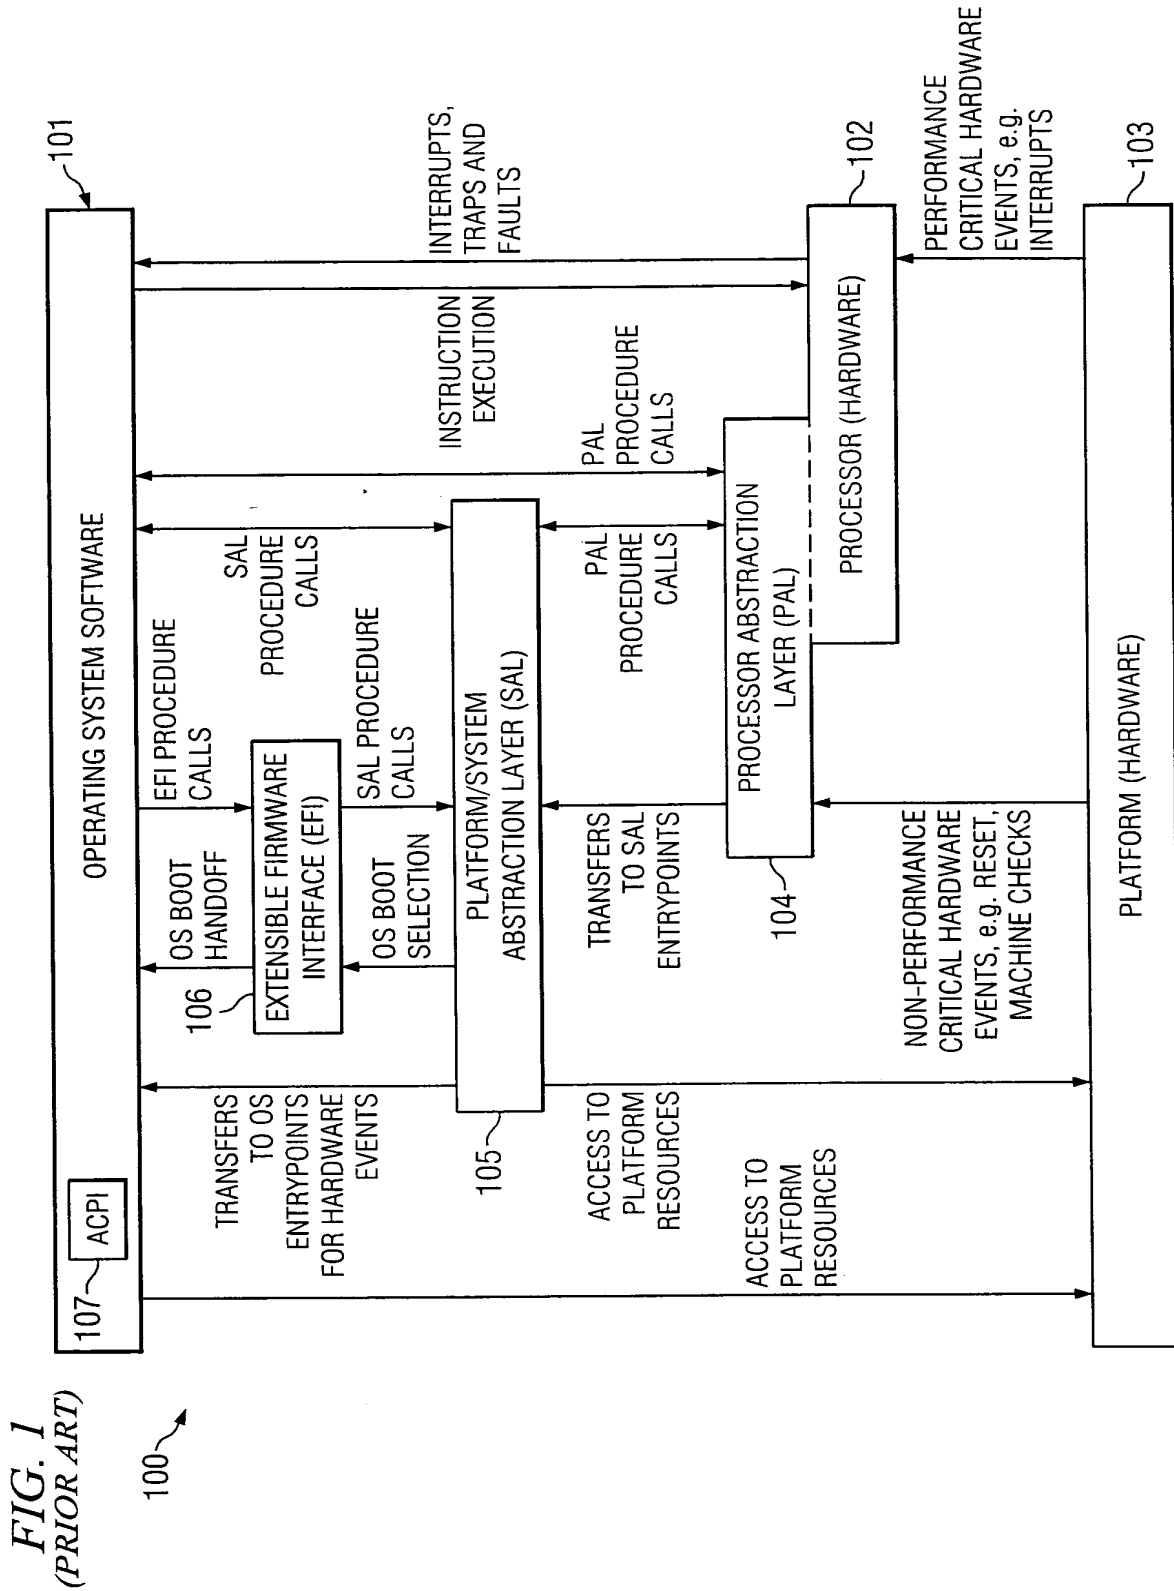 FIG. 1
(PRIOR ART)
100
107
ACPI
OPERATING SYSTEM SOFTWARE
101
TRANSFERS
TO OS
ENTRYPOINTS
FOR HARDWARE
EVENTS
OS BOOT
HANDOFF
EFI PROCEDURE
CALLS
106
EXTENSIBLE FIRMWARE
INTERFACE (EFI)
OS BOOT
SELECTION
SAL PROCEDURE
CALLS
SAL
PROCEDURE
CALLS
INTERRUPTS,
TRAPS AND
FAULTS
INSTRUCTION
EXECUTION
105
PLATFORM/SYSTEM
ABSTRACTION LAYER (SAL)
ACCESS TO
PLATFORM
RESOURCES
TRANSFERS
TO SAL
ENTRYPOINTS
PAL
PROCEDURE
CALLS
PAL
PROCEDURE
CALLS
ACCESS TO
PLATFORM
RESOURCES
104
PROCESSOR ABSTRACTION
LAYER (PAL)
PROCESSOR (HARDWARE)
102
NON-PERFORMANCE
CRITICAL HARDWARE
EVENTS, e.g. RESET,
MACHINE CHECKS
PERFORMANCE
CRITICAL HARDWARE
EVENTS, e.g.
INTERRUPTS
PLATFORM (HARDWARE)
103